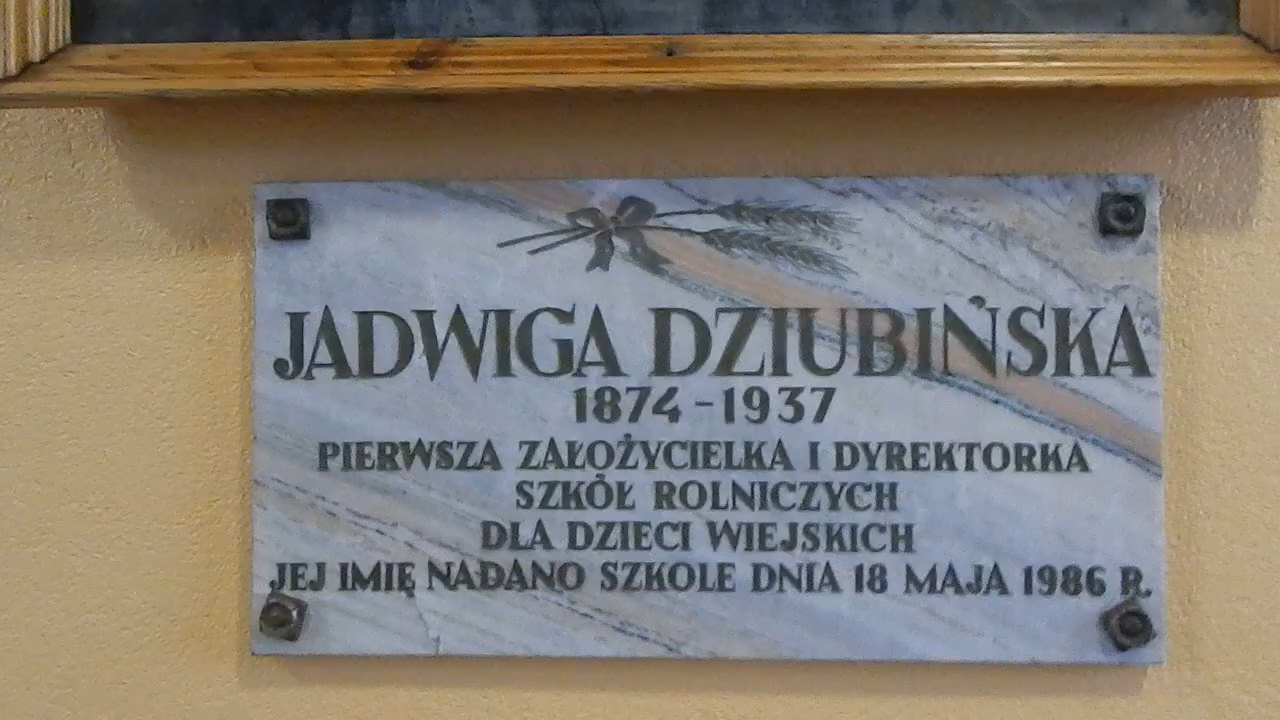 JADWIGA DZIUBIŃSKA
1874-1937
PIERWSZA ZAŁOŻYCIELKA I DYREKTORKA
SZKÓŁ ROLNICZYCH
DLA DZIECI WIEJSKICH
JEJ IMIĘ NADANO SZKOLE DNIA 18 MAJA 1986 R.